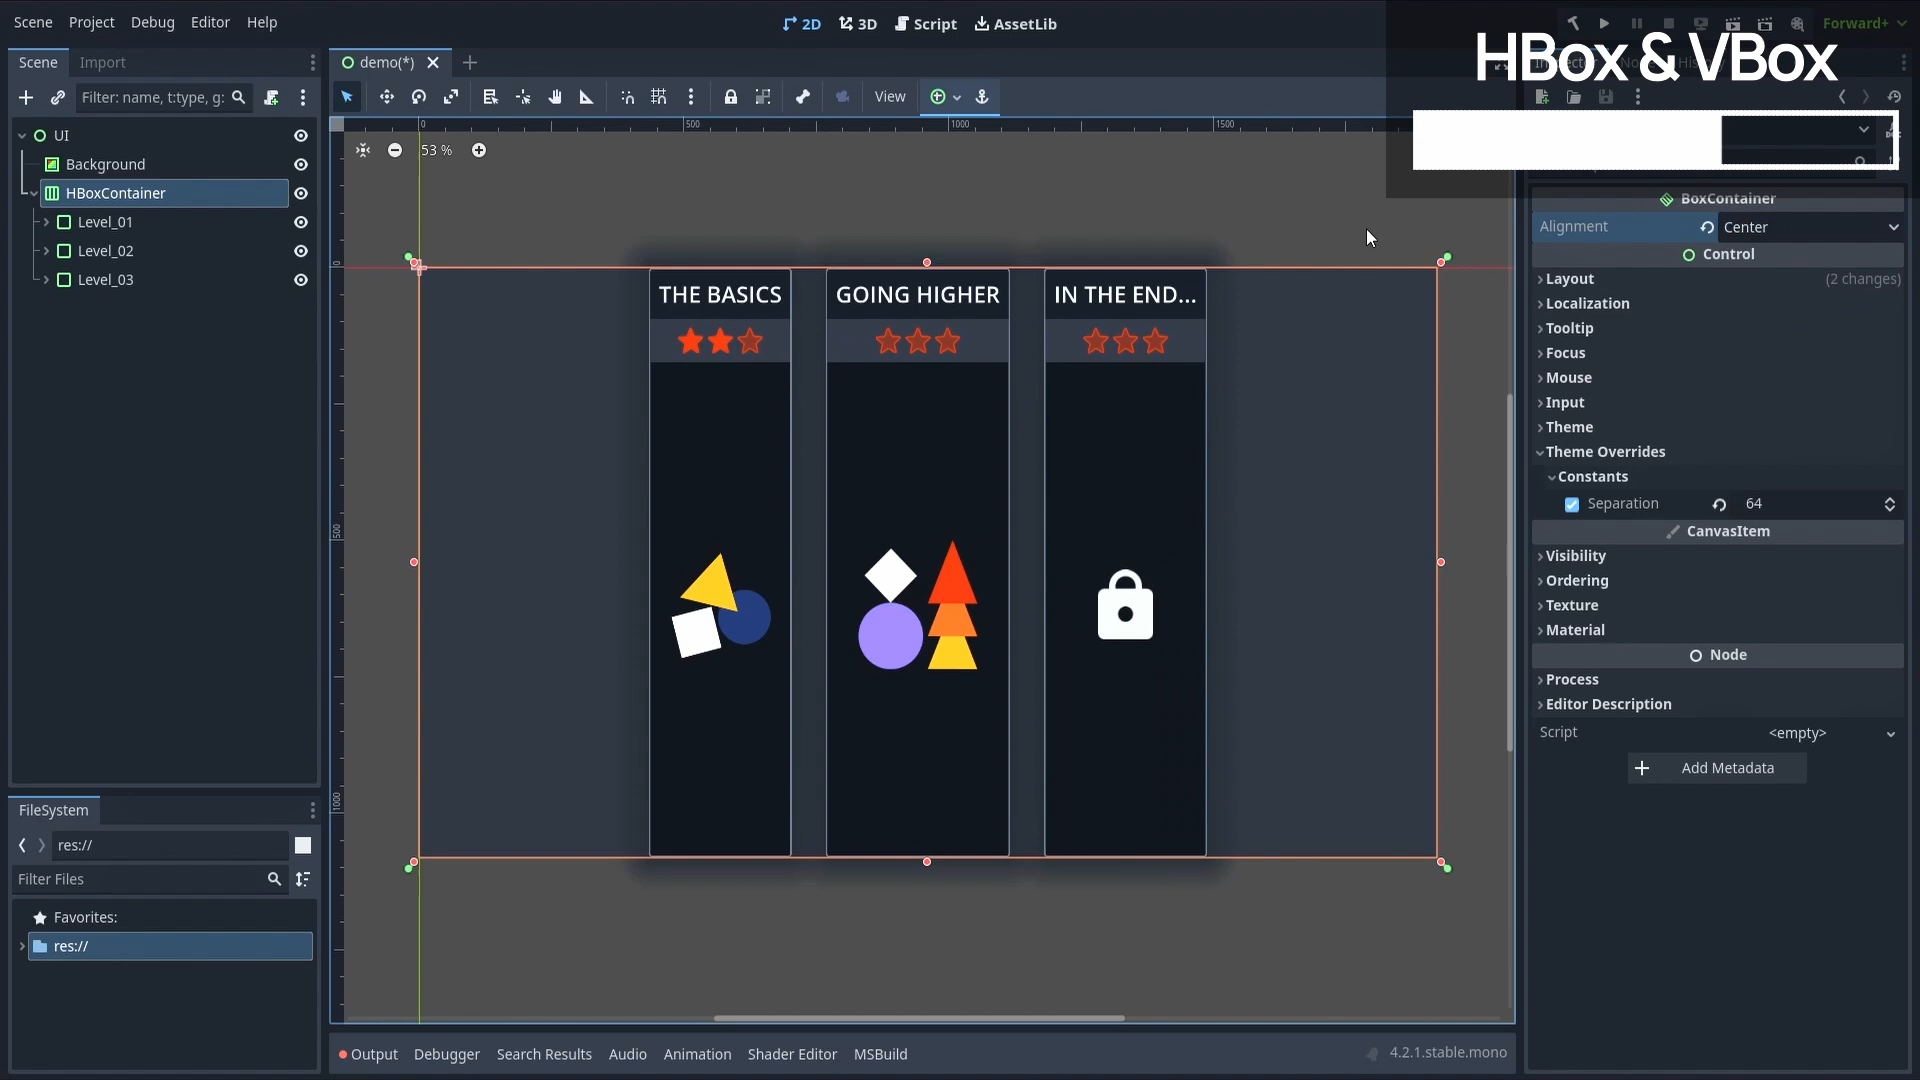 Scene Project Debug Editor Help
2D 3D Script AssetLib
Forward+
HBox & VBox
Scene Import
demo(*)
Filter: name, t:type, g:
View
UI
Background
HBoxContainer
Level_01
Level_02
Level_03
53 %
0 500 1000 1500
0
500
1000
THE BASICS
GOING HIGHER
IN THE END...
BoxContainer
Alignment Center
Control
Layout (2 changes)
Localization
Tooltip
Focus
Mouse
Input
Theme
Theme Overrides
Constants
Separation 64
CanvasItem
Visibility
Ordering
Texture
Material
Node
Process
Editor Description
Script <empty>
Add Metadata
FileSystem
res://
Filter Files
Favorites:
res://
Output Debugger Search Results Audio Animation Shader Editor MSBuild
4.2.1.stable.mono